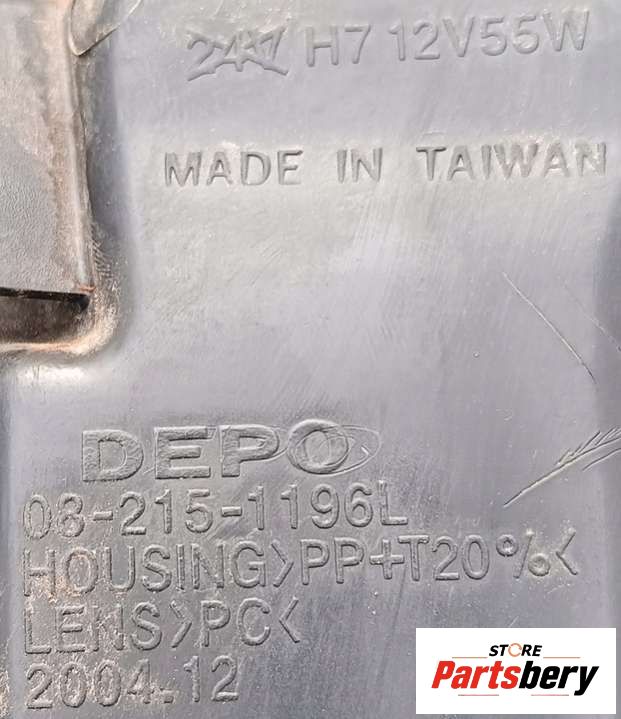 H7 12V55W
MADE IN TAIWAN
DEPO
08-215-1196L
HOUSING>PP+T20%<
LENS>PC<
2004.12
STORE
Partsbery